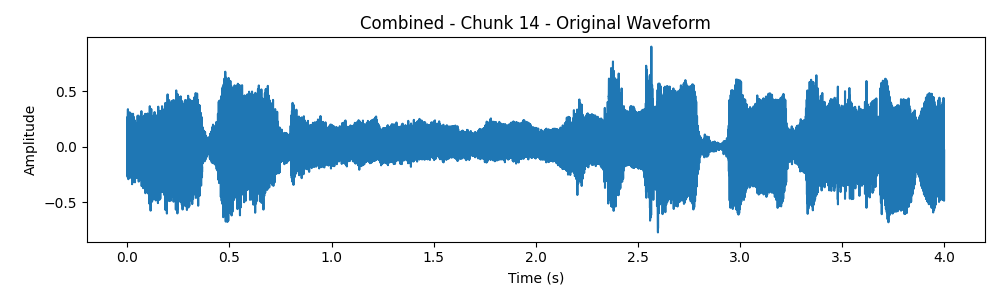 Combined - Chunk 14 - Original Waveform
Amplitude
0.5
0.0
−0.5
0.0 0.5 1.0 1.5 2.0 2.5 3.0 3.5 4.0
Time (s)